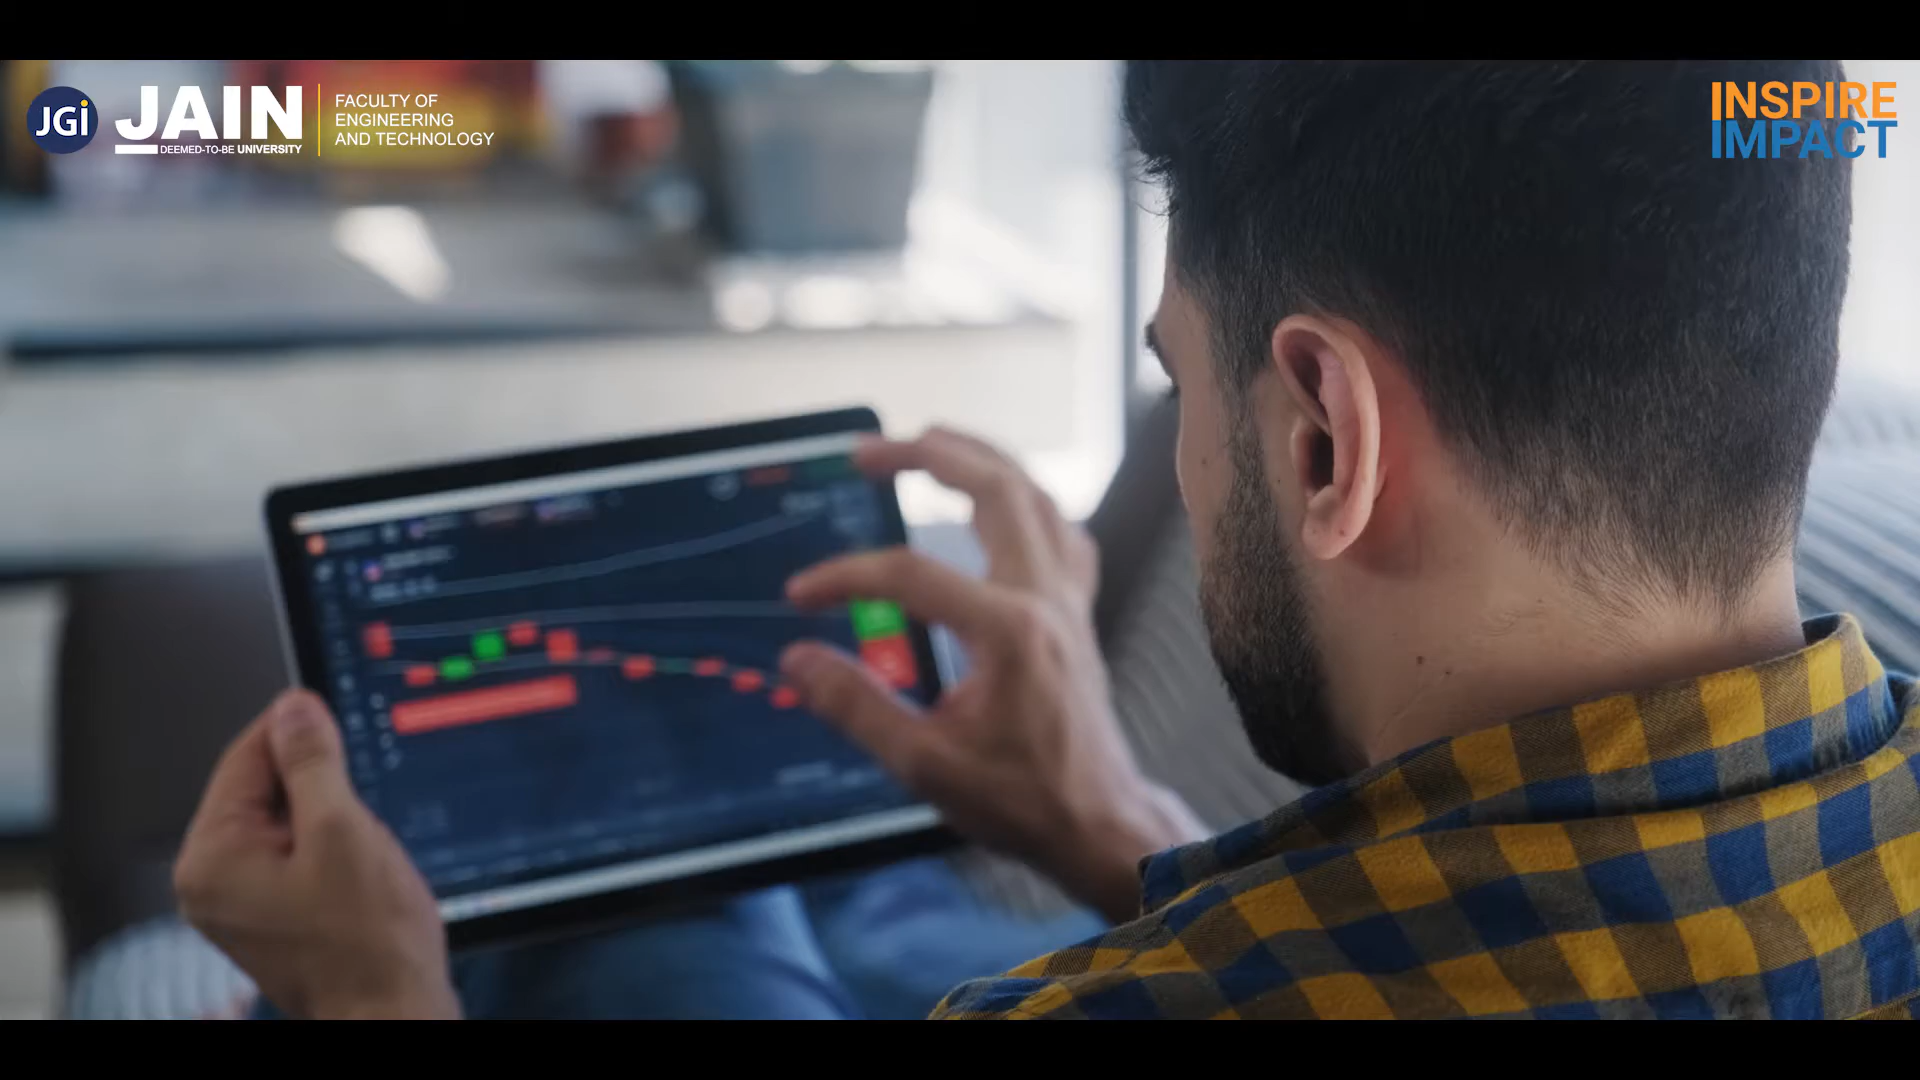 JGi
JAIN
DEEMED-TO-BE UNIVERSITY
FACULTY OF
ENGINEERING
AND TECHNOLOGY
INSPIRE
IMPACT